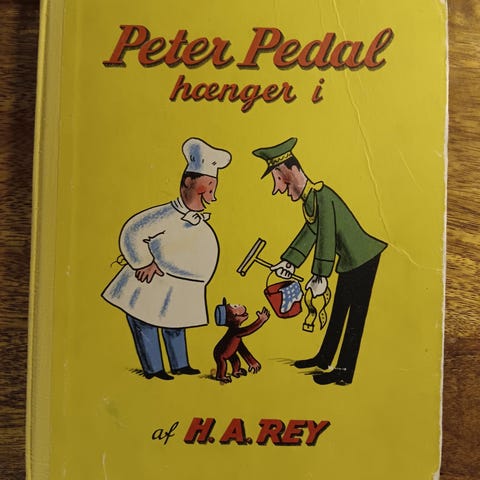 Peter Pedal
hænger i
af H.A.REY